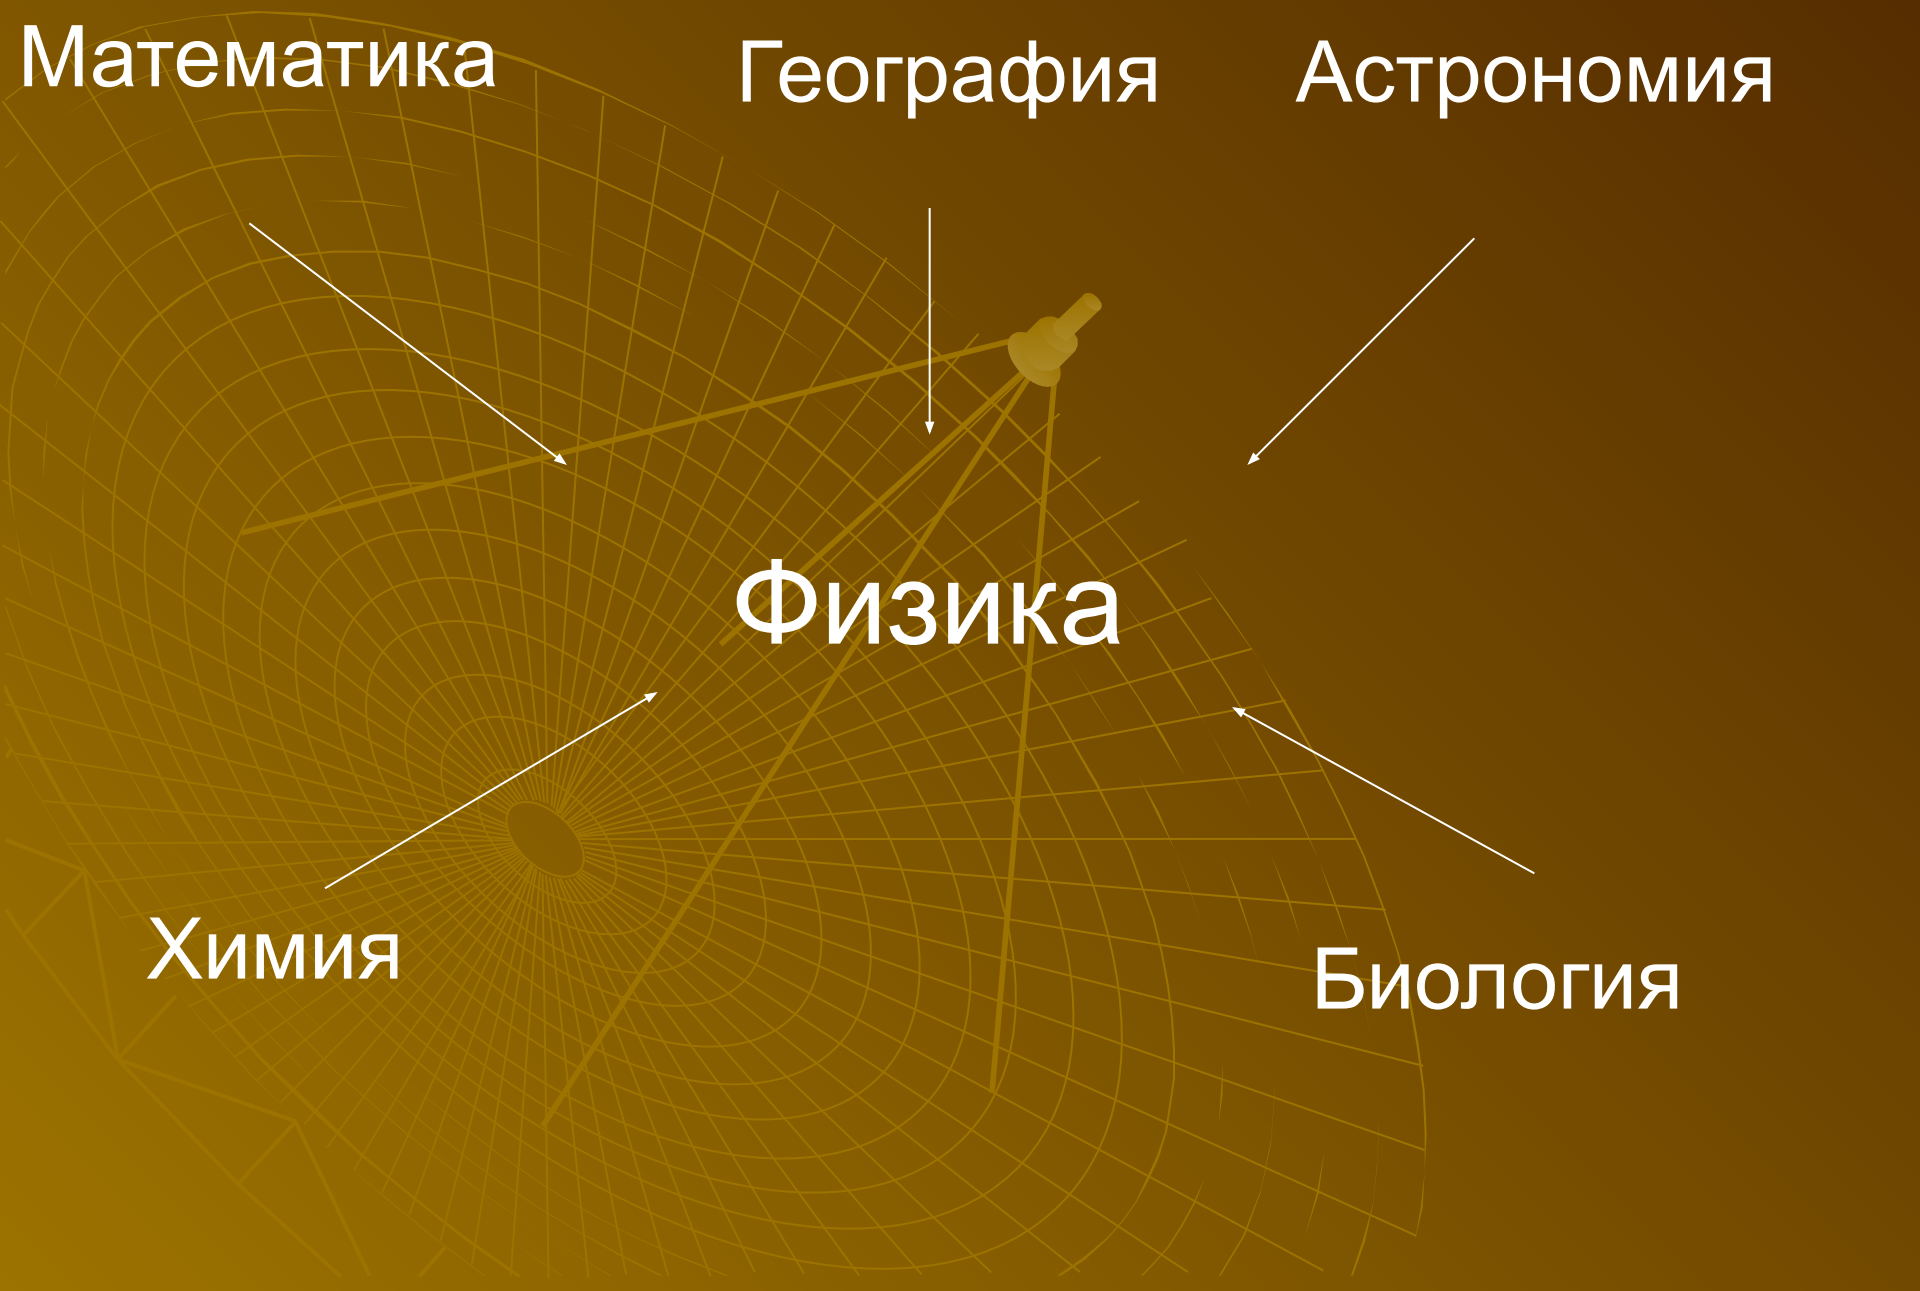 Математика
География
Астрономия
Физика
Химия
Биология